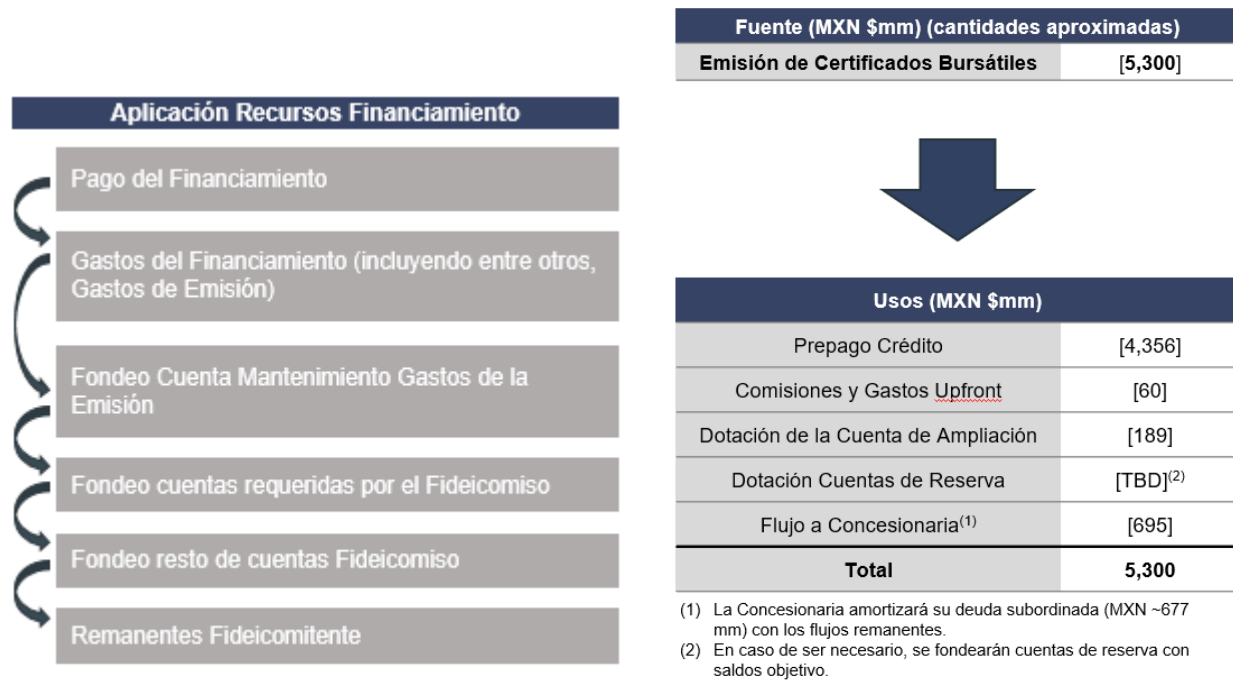 Aplicación Recursos Financiamiento
Pago del Financiamiento
Gastos del Financiamiento (incluyendo entre otros,
Gastos de Emisión)
Fondeo Cuenta Mantenimiento Gastos de la
Emisión
Fondeo cuentas requeridas por el Fideicomiso
Fondeo resto de cuentas Fideicomiso
Remanentes Fideicomitente
Fuente (MXN $mm) (cantidades aproximadas)
Emisión de Certificados Bursátiles [5,300]
Usos (MXN $mm)
Prepago Crédito [4,356]
Comisiones y Gastos Upfront [60]
Dotación de la Cuenta de Ampliación [189]
Dotación Cuentas de Reserva [TBD](2)
Flujo a Concesionaria(1) [695]
Total 5,300
(1) La Concesionaria amortizará su deuda subordinada (MXN ~677
mm) con los flujos remanentes.
(2) En caso de ser necesario, se fondearán cuentas de reserva con
saldos objetivo.